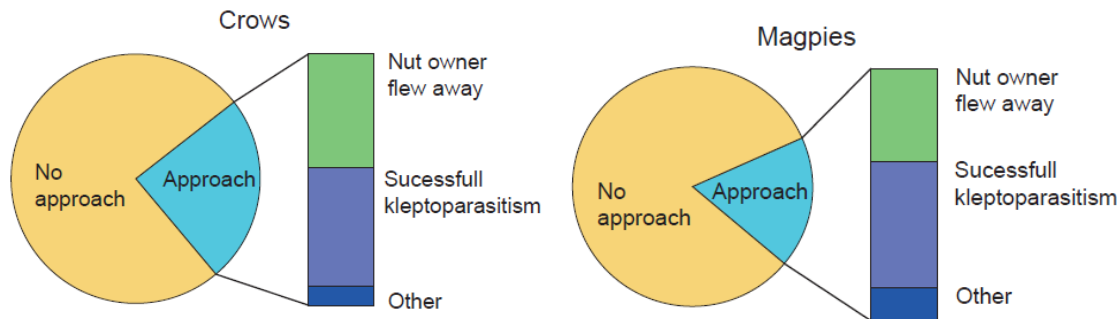 Crows
No
approach
Approach
Nut owner
flew away
Sucessfull
kleptoparasitism
Other
Magpies
No
approach
Approach
Nut owner
flew away
Sucessfull
kleptoparasitism
Other